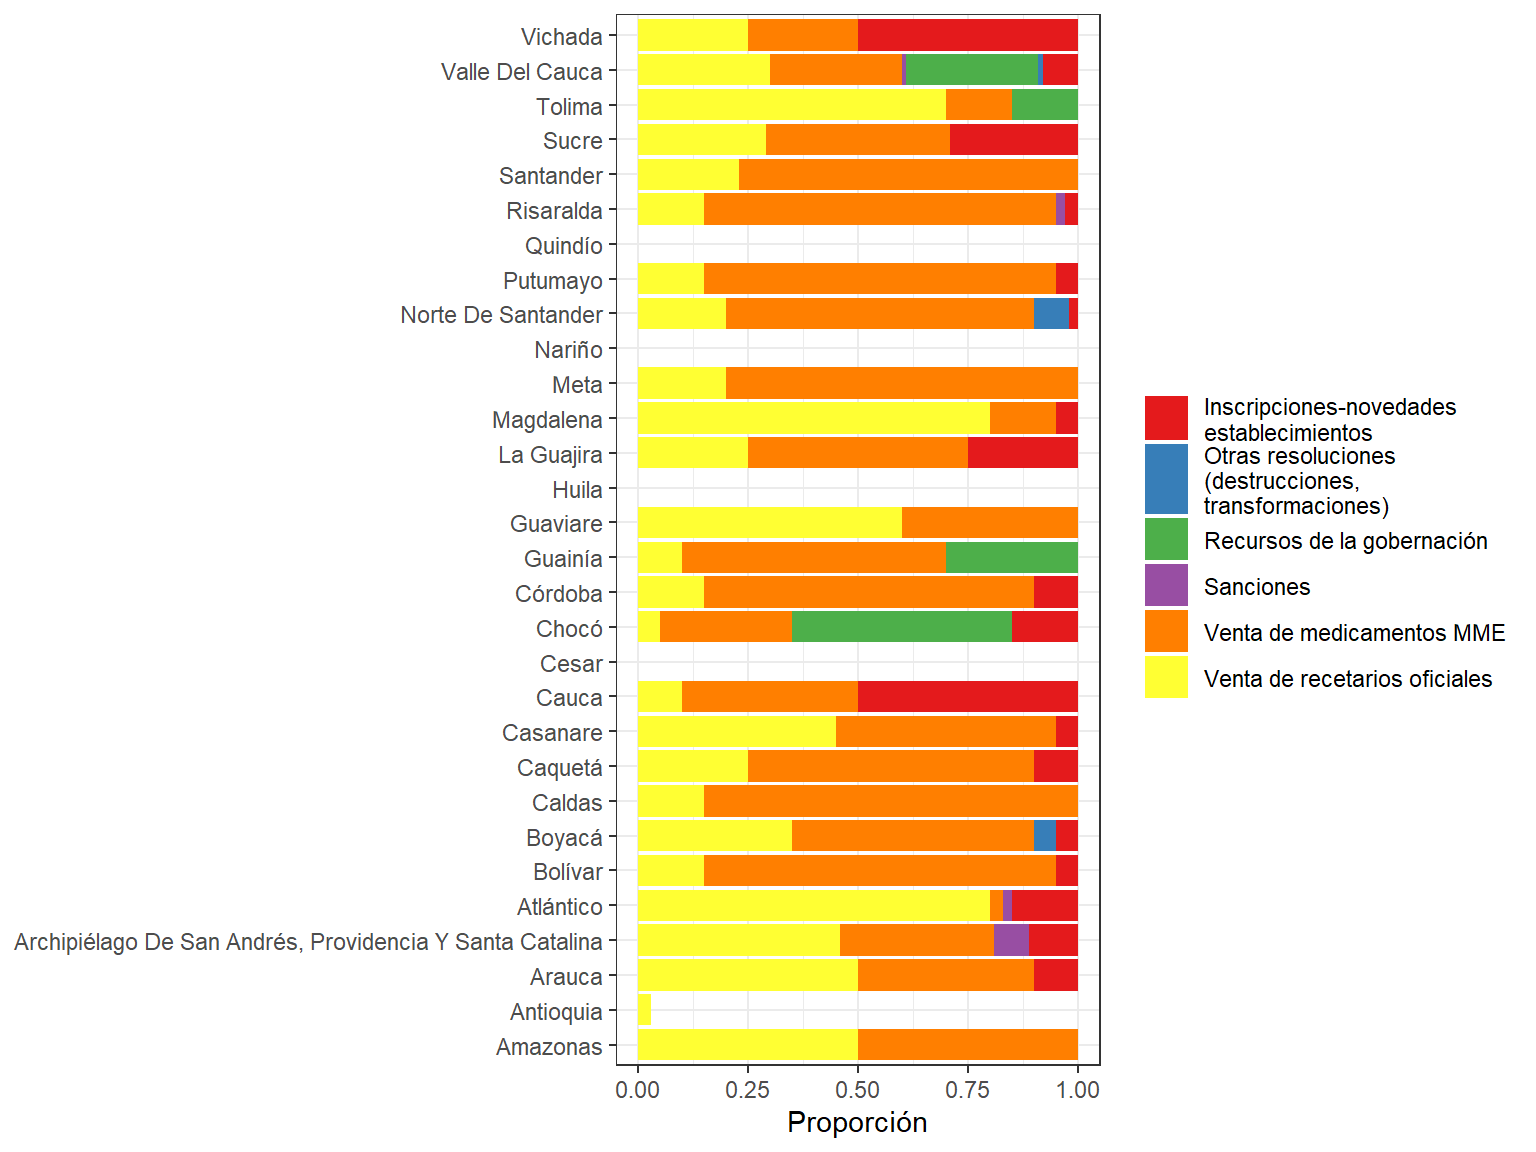 Vichada
Valle Del Cauca
Tolima
Sucre
Santander
Risaralda
Quindío
Putumayo
Norte De Santander
Nariño
Meta
Magdalena
La Guajira
Huila
Guaviare
Guainía
Córdoba
Chocó
Cesar
Cauca
Casanare
Caquetá
Caldas
Boyacá
Bolívar
Atlántico
Archipiélago De San Andrés, Providencia Y Santa Catalina
Arauca
Antioquia
Amazonas
0.00 0.25 0.50 0.75 1.00
Proporción
Inscripciones-novedades
establecimientos
Otras resoluciones
(destrucciones,
transformaciones)
Recursos de la gobernación
Sanciones
Venta de medicamentos MME
Venta de recetarios oficiales